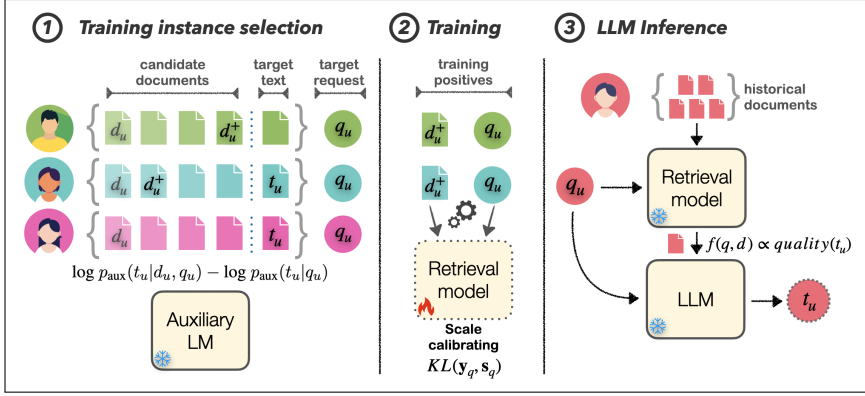 1 Training instance selection
candidate documents
target text
target request
d_u d_u^+ q_u
d_u d_u^+ t_u q_u
d_u t_u q_u
log p_aux(t_u|d_u, q_u) − log p_aux(t_u|q_u)
Auxiliary
LM
2 Training
training
positives
d_u^+ q_u
d_u^+ q_u
Retrieval
model
Scale
calibrating
KL(y_q, s_q)
3 LLM Inference
historical
documents
q_u
Retrieval
model
f(q, d) ∝ quality(t_u)
LLM
t_u